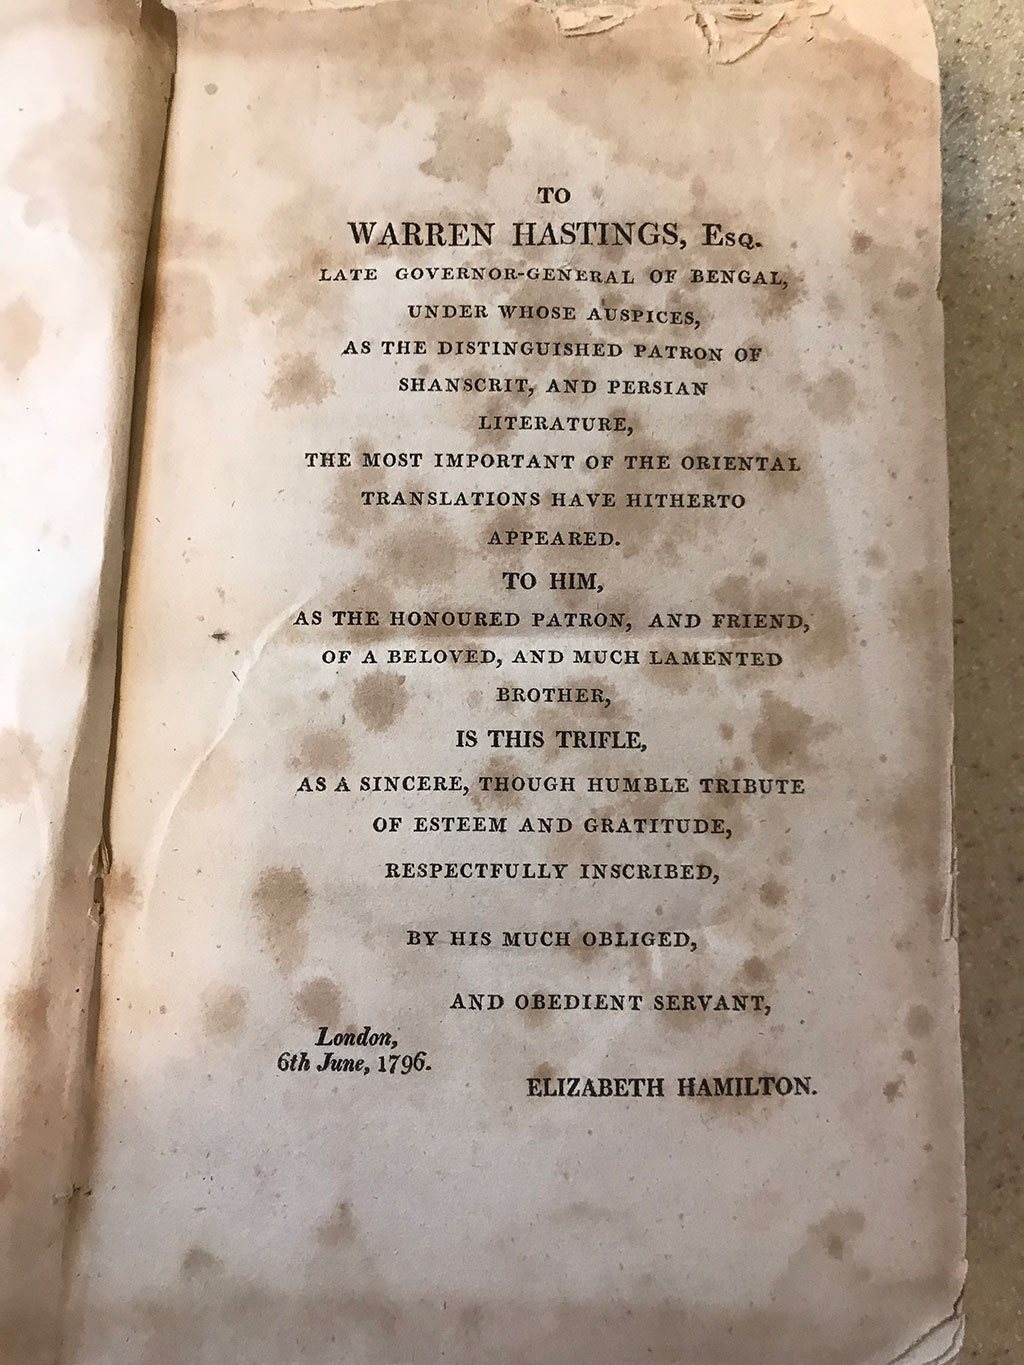 TO
WARREN HASTINGS, Esq.
LATE GOVERNOR-GENERAL OF BENGAL,
UNDER WHOSE AUSPICES,
AS THE DISTINGUISHED PATRON OF
SHANSCRIT, AND PERSIAN
LITERATURE,
THE MOST IMPORTANT OF THE ORIENTAL
TRANSLATIONS HAVE HITHERTO
APPEARED.
TO HIM,
AS THE HONOURED PATRON, AND FRIEND,
OF A BELOVED, AND MUCH LAMENTED
BROTHER,
IS THIS TRIFLE,
AS A SINCERE, THOUGH HUMBLE TRIBUTE
OF ESTEEM AND GRATITUDE,
RESPECTFULLY INSCRIBED,
BY HIS MUCH OBLIGED,
AND OBEDIENT SERVANT,
London,
6th June, 1796.
ELIZABETH HAMILTON.